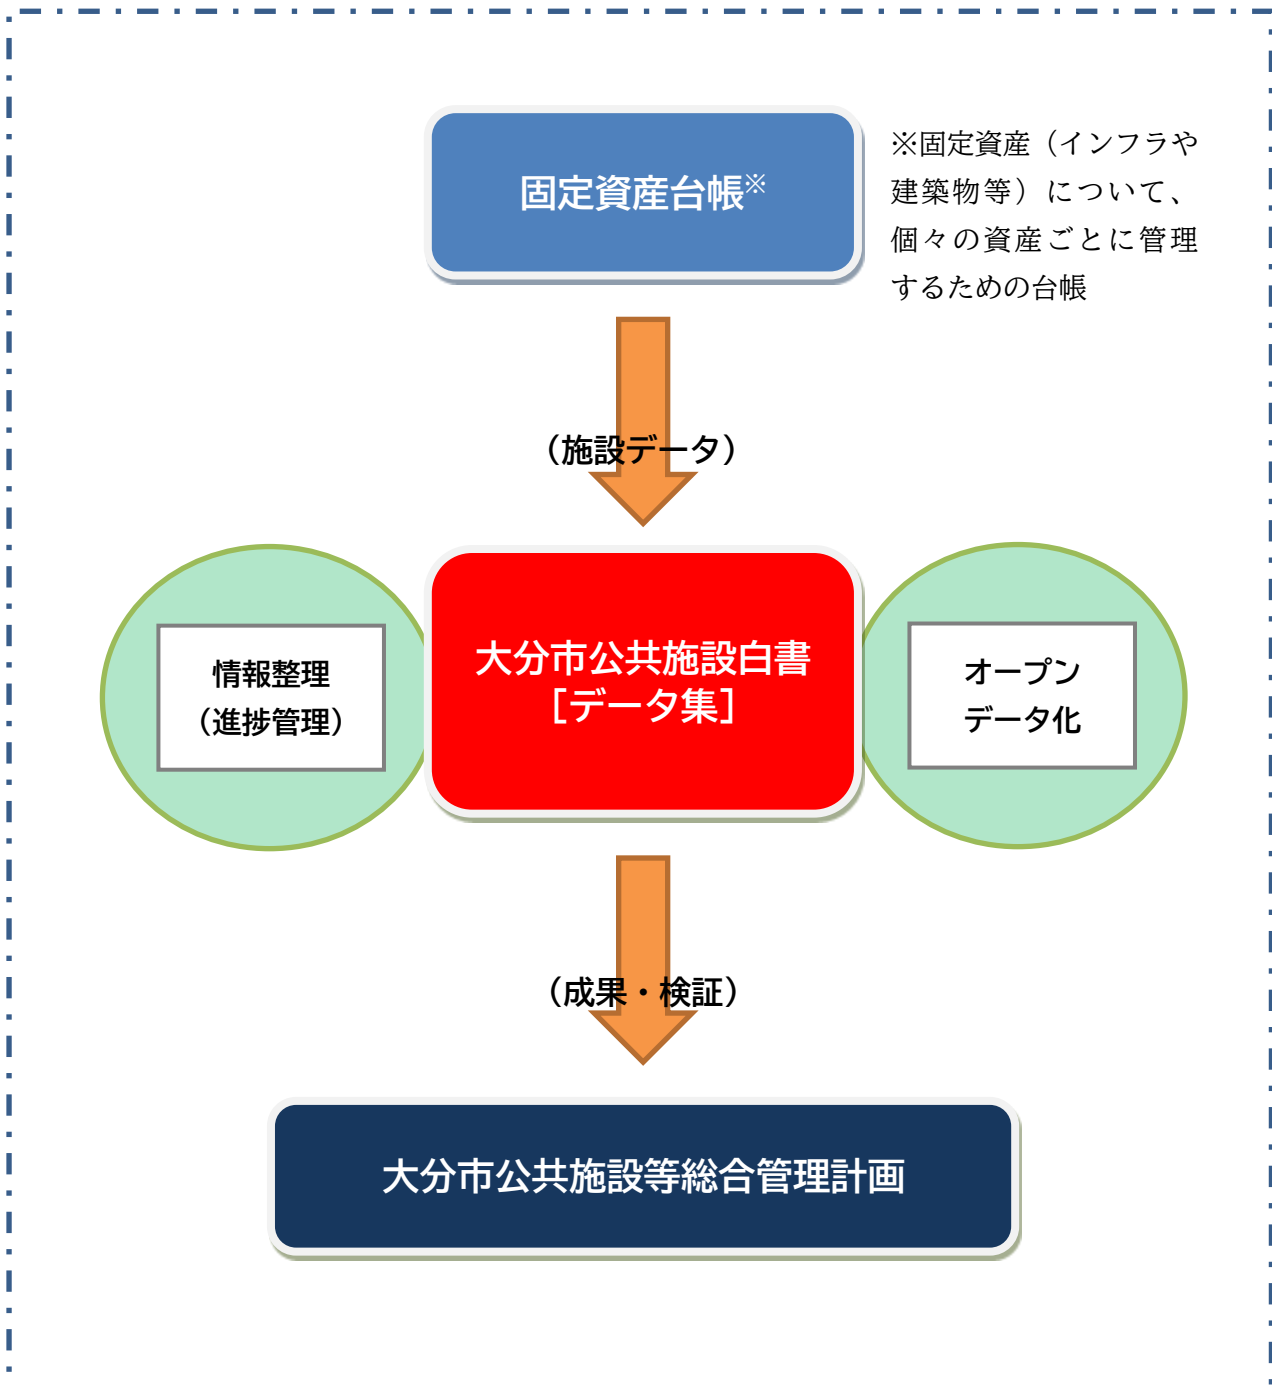 固定資産台帳※
※固定資産（インフラや
建築物等）について、
個々の資産ごとに管理
するための台帳
（施設データ）
情報整理
（進捗管理）
大分市公共施設白書
［データ集］
オープン
データ化
（成果・検証）
大分市公共施設等総合管理計画